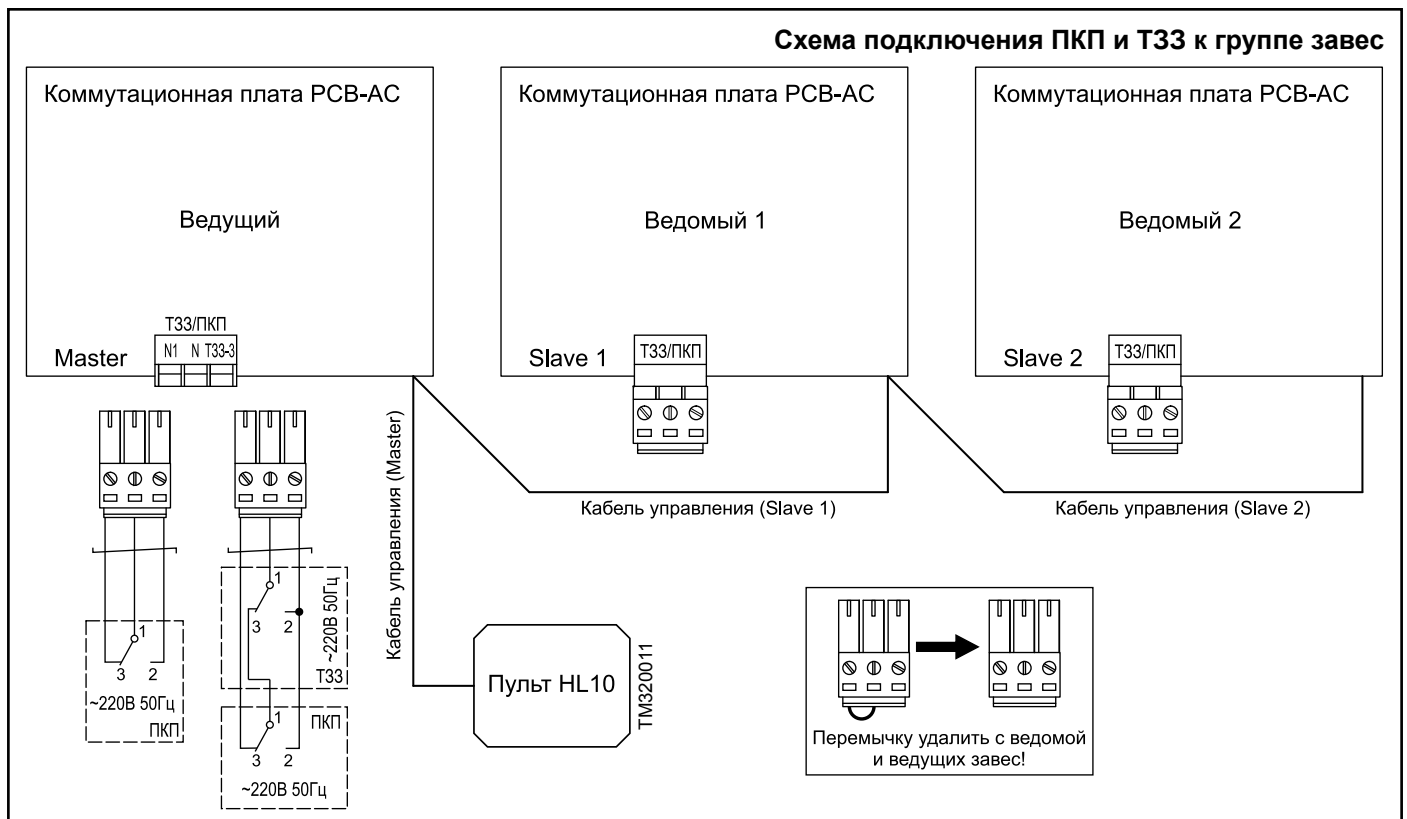 Схема подключения ПКП и ТЗЗ к группе завес
Коммутационная плата PCB-AC
Ведущий
ТЗЗ/ПКП
N1 N ТЗЗ-3
Master
Коммутационная плата PCB-AC
Ведомый 1
Slave 1
ТЗЗ/ПКП
Коммутационная плата PCB-AC
Ведомый 2
Slave 2
ТЗЗ/ПКП
Кабель управления (Master)
Кабель управления (Slave 1)
Кабель управления (Slave 2)
1
3 2
~220В 50Гц
ПКП
1
3 2
~220В 50Гц
ТЗЗ
1
ПКП
3 2
~220В 50Гц
Пульт HL10
TM320011
Перемычку удалить с ведомой
и ведущих завес!